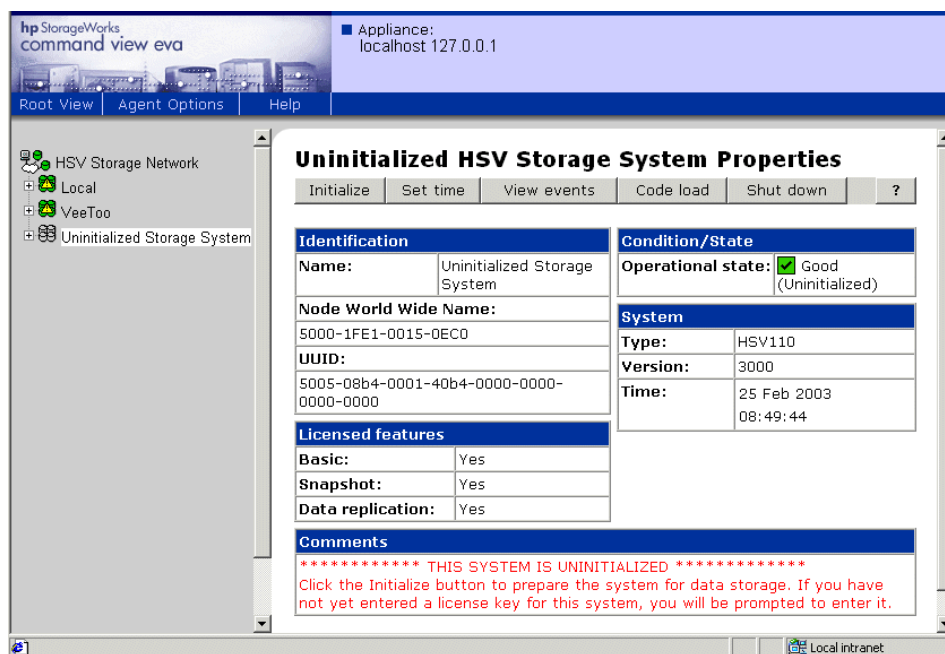 hp StorageWorks
command view eva
Appliance:
localhost 127.0.0.1
Root View
Agent Options
Help
HSV Storage Network
Local
VeeToo
Uninitialized Storage System
Uninitialized HSV Storage System Properties
Initialize
Set time
View events
Code load
Shut down
?
Identification
Name:
Uninitialized Storage
System
Node World Wide Name:
5000-1FE1-0015-0EC0
UUID:
5005-08b4-0001-40b4-0000-0000-
0000-0000
Licensed features
Basic:
Yes
Snapshot:
Yes
Data replication:
Yes
Condition/State
Operational state:
Good
(Uninitialized)
System
Type:
HSV110
Version:
3000
Time:
25 Feb 2003
08:49:44
Comments
************ THIS SYSTEM IS UNINITIALIZED *************
Click the Initialize button to prepare the system for data storage. If you have
not yet entered a license key for this system, you will be prompted to enter it.
Local intranet